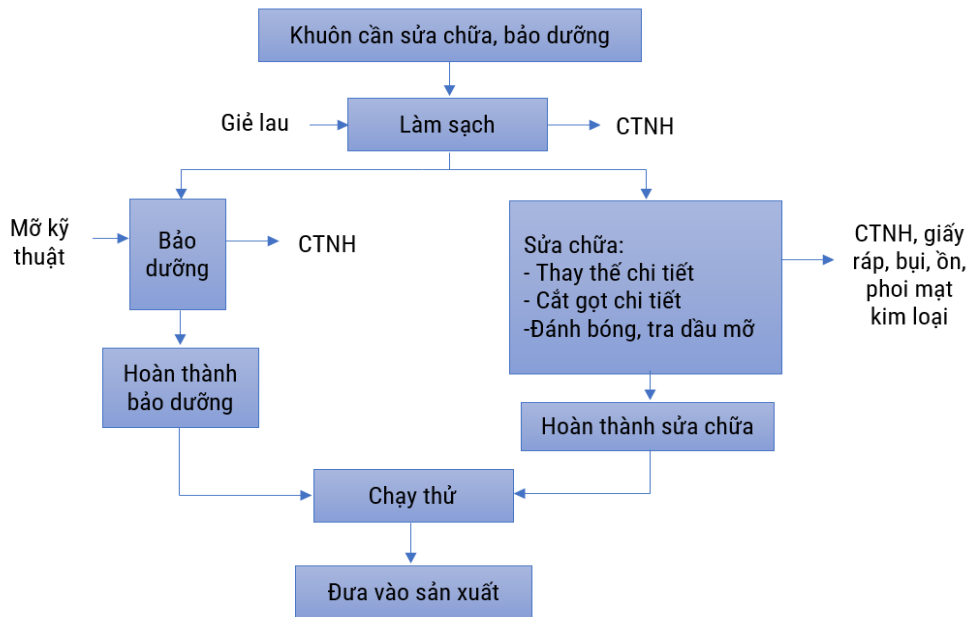 Khuôn cần sửa chữa, bảo dưỡng
Giẻ lau
Làm sạch
CTNH
Mỡ kỹ
thuật
Bảo
dưỡng
CTNH
Sửa chữa:
- Thay thế chi tiết
- Cắt gọt chi tiết
-Đánh bóng, tra dầu mỡ
CTNH, giấy
ráp, bụi, ồn,
phoi mạt
kim loại
Hoàn thành
bảo dưỡng
Hoàn thành sửa chữa
Chạy thử
Đưa vào sản xuất